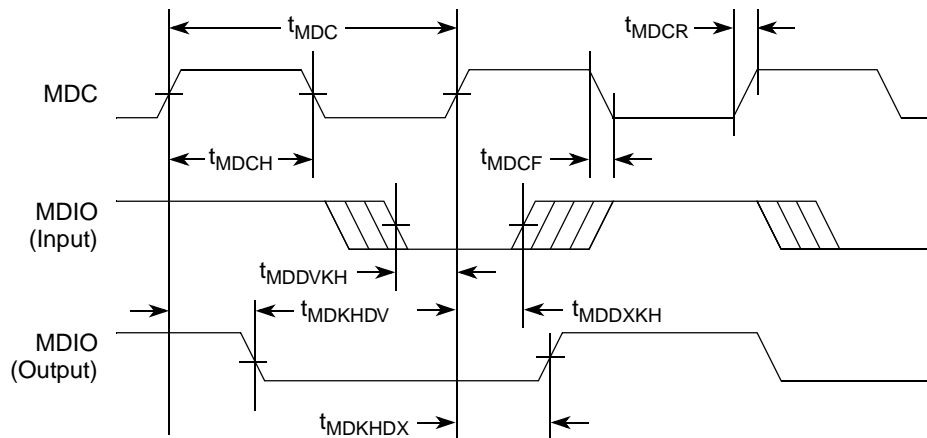 tMDC
tMDCR
MDC
tMDCH
tMDCF
MDIO
(Input)
tMDDVKH
tMDKHDV
tMDDXKH
MDIO
(Output)
tMDKHDX